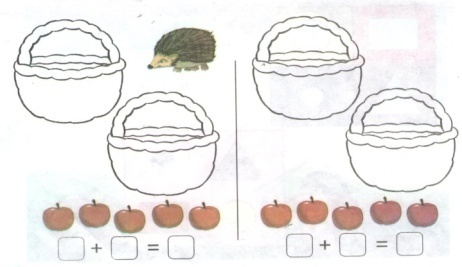 □ + □ = □
□ + □ = □